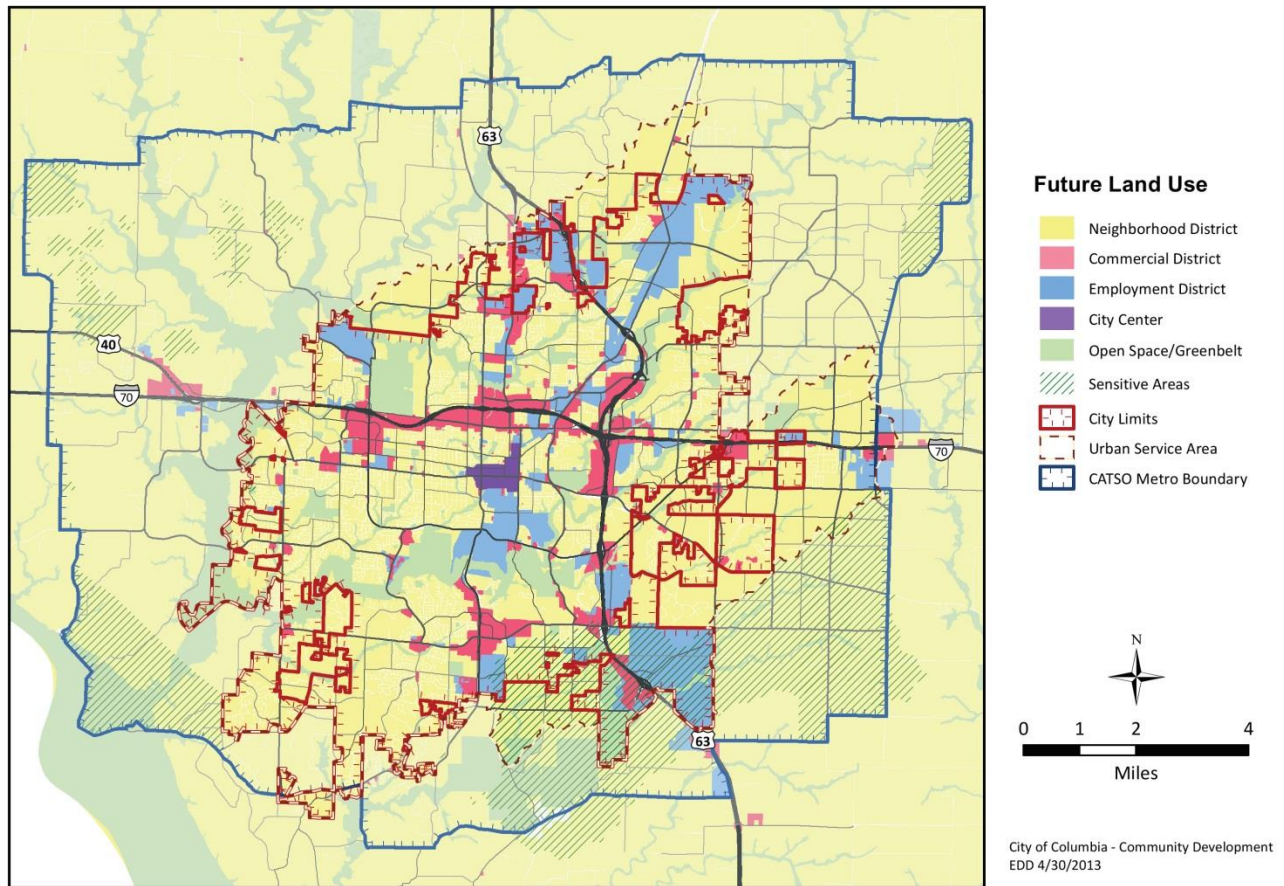 63
40
70
70
63
Future Land Use
Neighborhood District
Commercial District
Employment District
City Center
Open Space/Greenbelt
Sensitive Areas
City Limits
Urban Service Area
CATSO Metro Boundary
N
0 2 4
Miles
City of Columbia - Community Development
EDD 4/30/2013